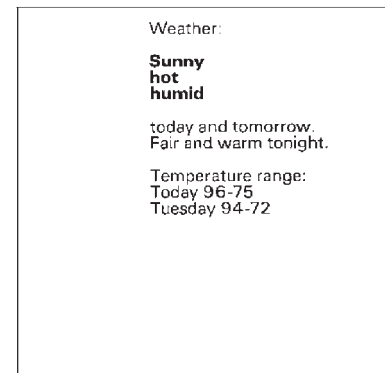 Weather:
Sunny
hot
humid
today and tomorrow.
Fair and warm tonight.
Temperature range:
Today 96-75
Tuesday 94-72